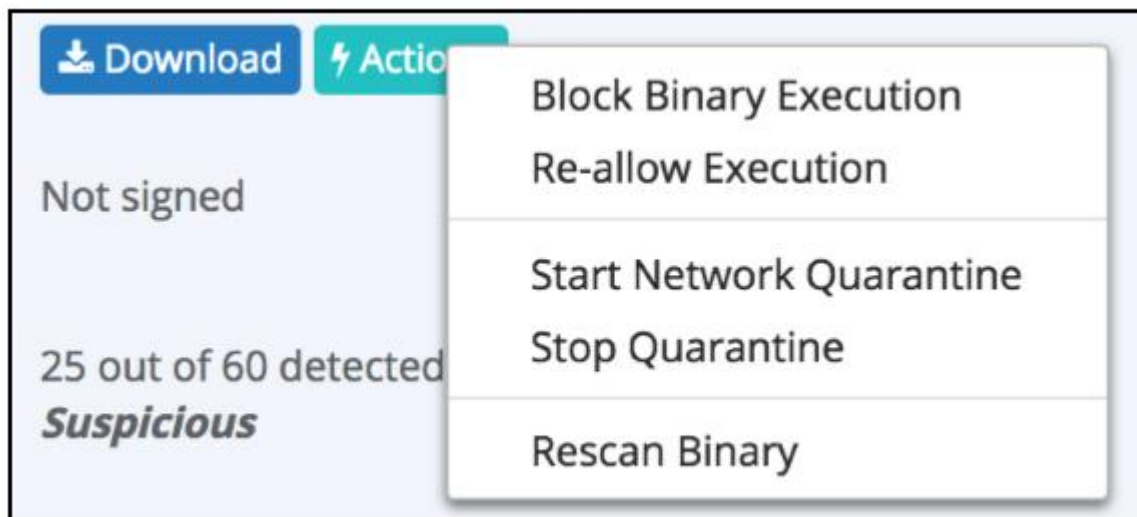 Download
Actio
Block Binary Execution
Re-allow Execution
Not signed
Start Network Quarantine
Stop Quarantine
25 out of 60 detected
Suspicious
Rescan Binary